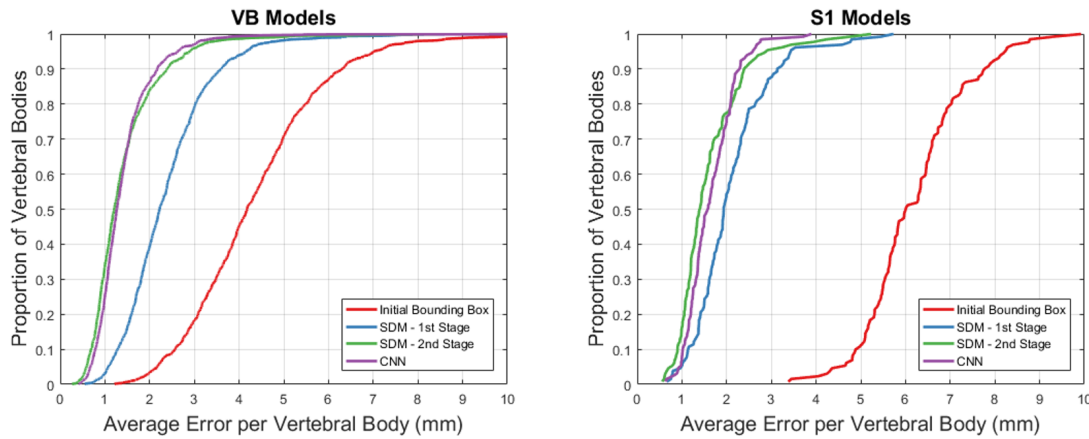 VB Models
Proportion of Vertebral Bodies
1
0.9
0.8
0.7
0.6
0.5
0.4
0.3
0.2
0.1
0
0 1 2 3 4 5 6 7 8 9 10
Average Error per Vertebral Body (mm)
Initial Bounding Box
SDM - 1st Stage
SDM - 2nd Stage
CNN
S1 Models
Proportion of Vertebral Bodies
1
0.9
0.8
0.7
0.6
0.5
0.4
0.3
0.2
0.1
0
0 1 2 3 4 5 6 7 8 9 10
Average Error per Vertebral Body (mm)
Initial Bounding Box
SDM - 1st Stage
SDM - 2nd Stage
CNN